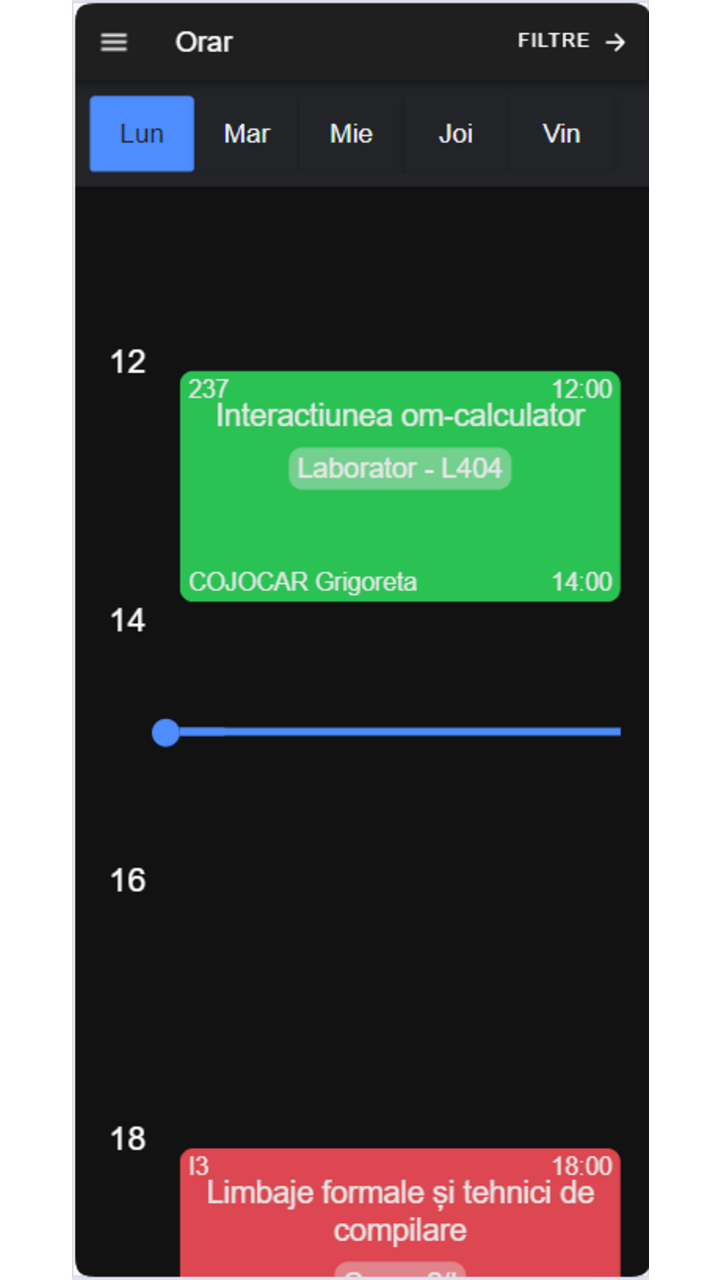 Orar
FILTRE
Lun Mar Mie Joi Vin
12
237 12:00
Interactiunea om-calculator
Laborator - L404
COJOCAR Grigoreta 14:00
14
16
18
I3 18:00
Limbaje formale și tehnici de
compilare